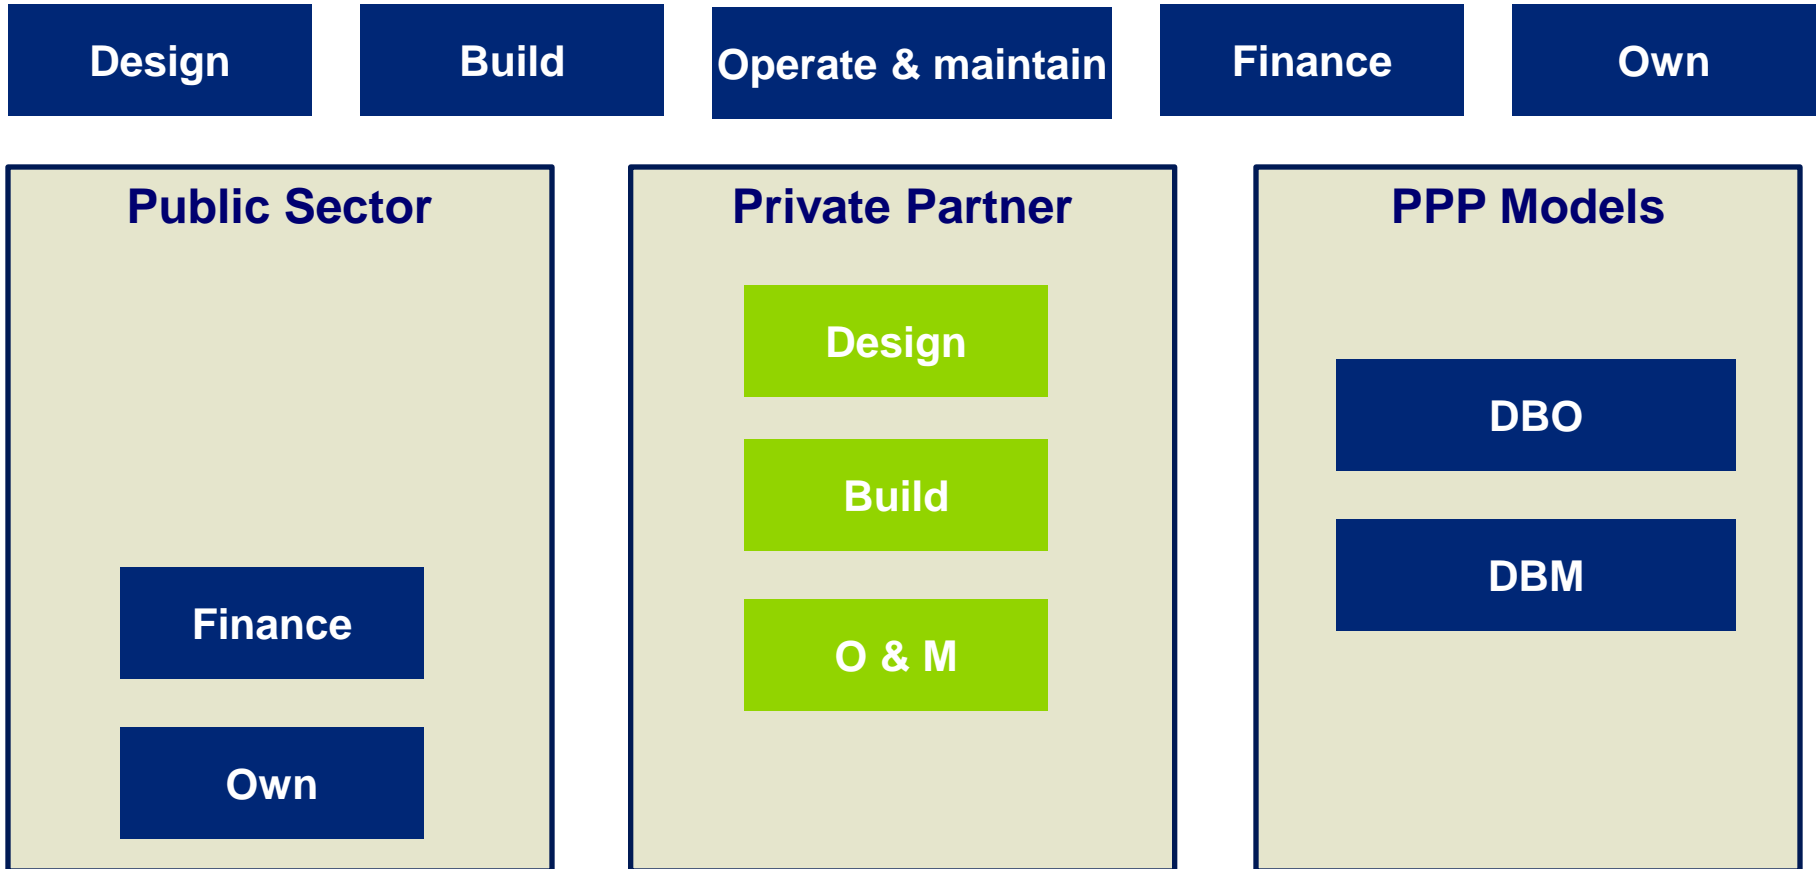 Design
Build
Operate & maintain
Finance
Own
Public Sector
Finance
Own
Private Partner
Design
Build
O & M
PPP Models
DBO
DBM